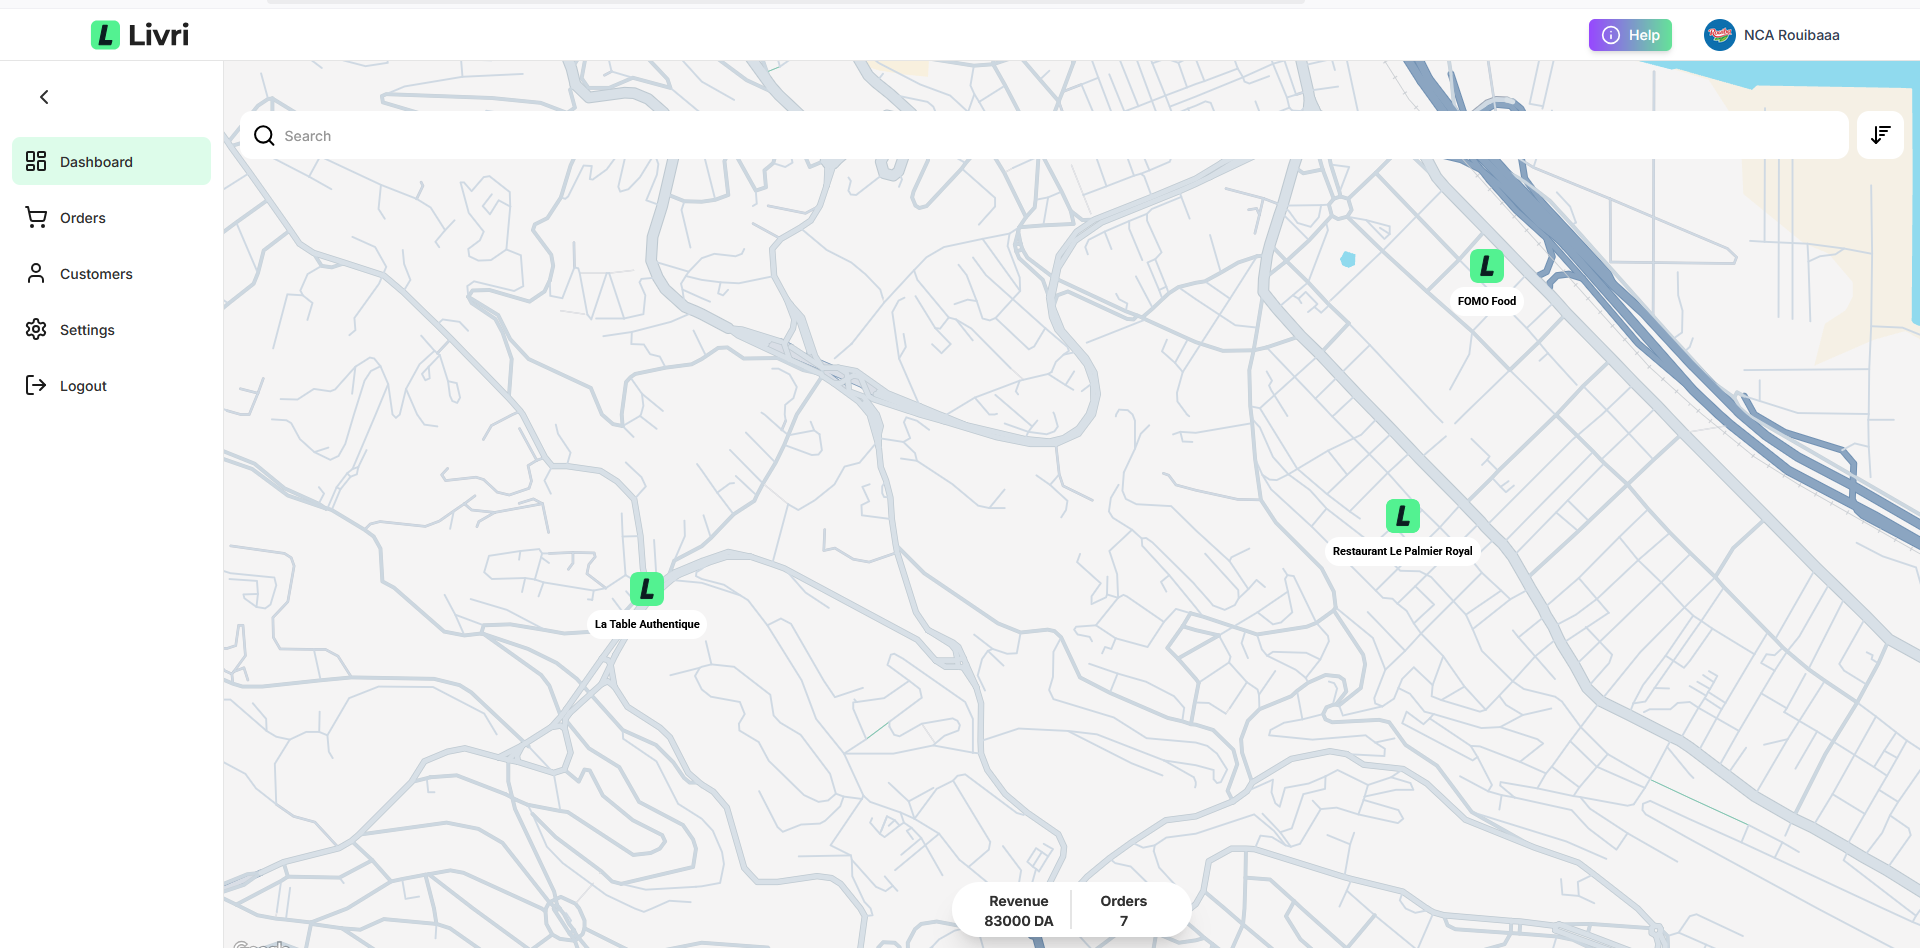 Livri
Help
NCA Rouibaaa
Dashboard
Orders
Customers
Settings
Logout
Search
FOMO Food
Restaurant Le Palmier Royal
La Table Authentique
Revenue
83000 DA
Orders
7